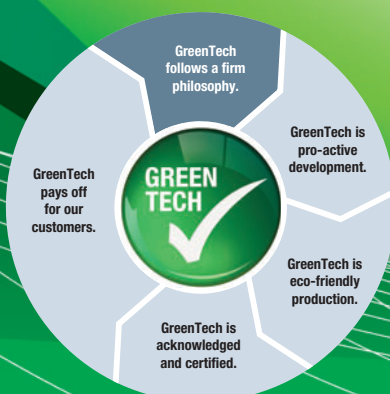 GreenTech
follows a firm
philosophy.
GreenTech is
pro-active
development.
GreenTech is
eco-friendly
production.
GreenTech is
acknowledged
and certified.
GreenTech
pays off
for our
customers.
GREEN
TECH